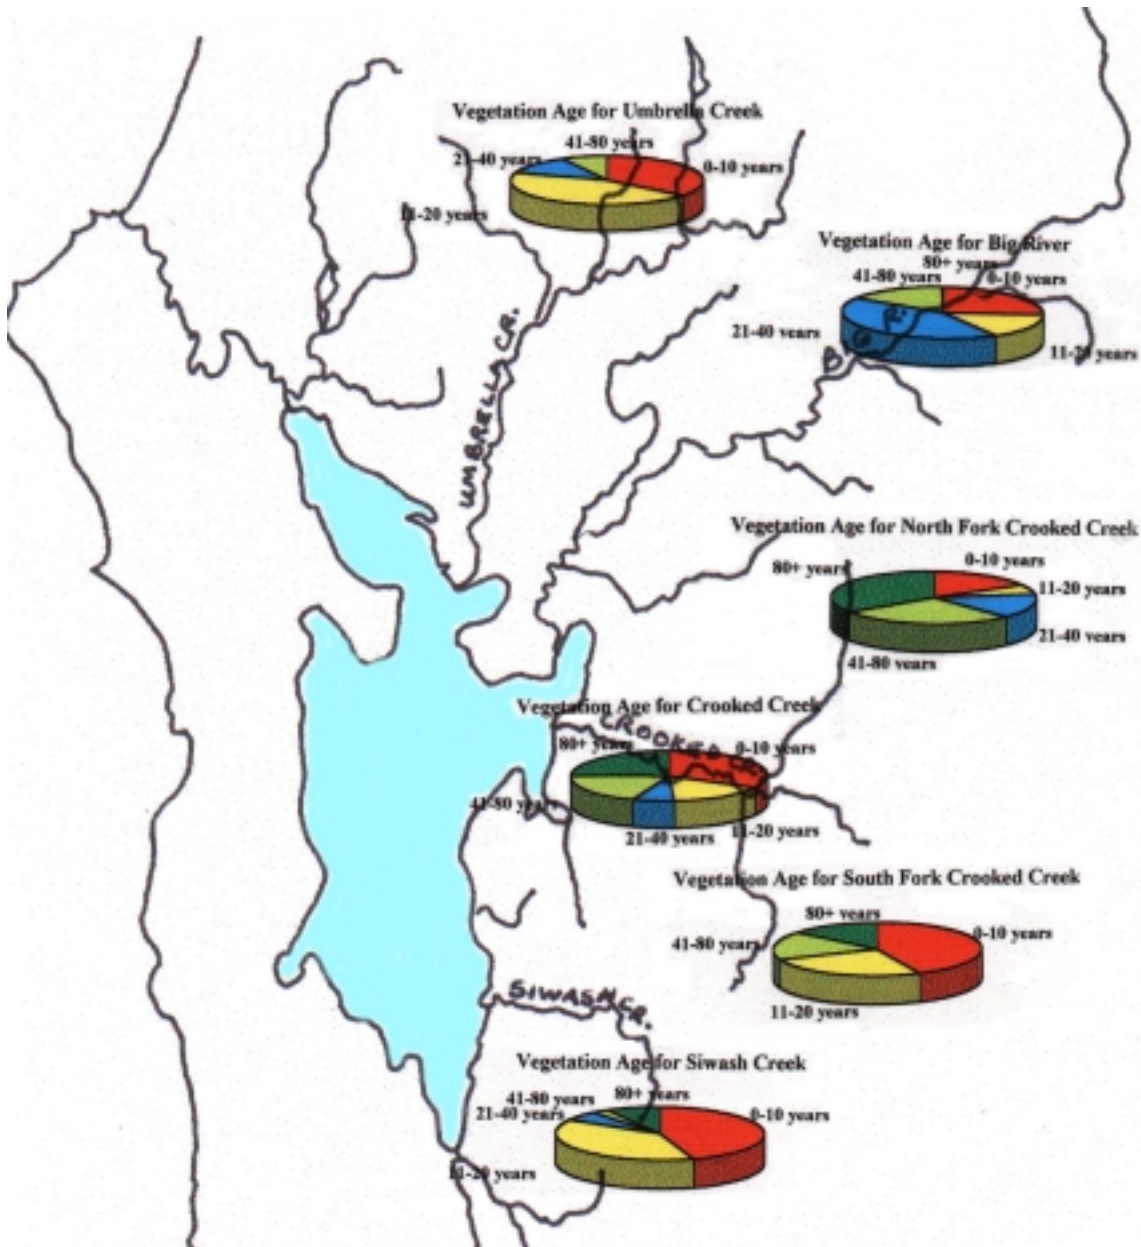 Vegetation Age for Umbrella Creek
41-80 years
21-40 years
0-10 years
11-20 years
Vegetation Age for Big River
80+ years
41-80 years
0-10 years
21-40 years
11-20 years
BIG R.
UMBRELLA CR.
Vegetation Age for North Fork Crooked Creek
0-10 years
80+ years
11-20 years
21-40 years
41-80 years
Vegetation Age for Crooked Creek
CROOKED CR.
80+ years
0-10 years
41-80 years
21-40 years
11-20 years
Vegetation Age for South Fork Crooked Creek
80+ years
0-10 years
41-80 years
11-20 years
SIWASH CR.
Vegetation Age for Siwash Creek
80+ years
41-80 years
21-40 years
0-10 years
11-20 years